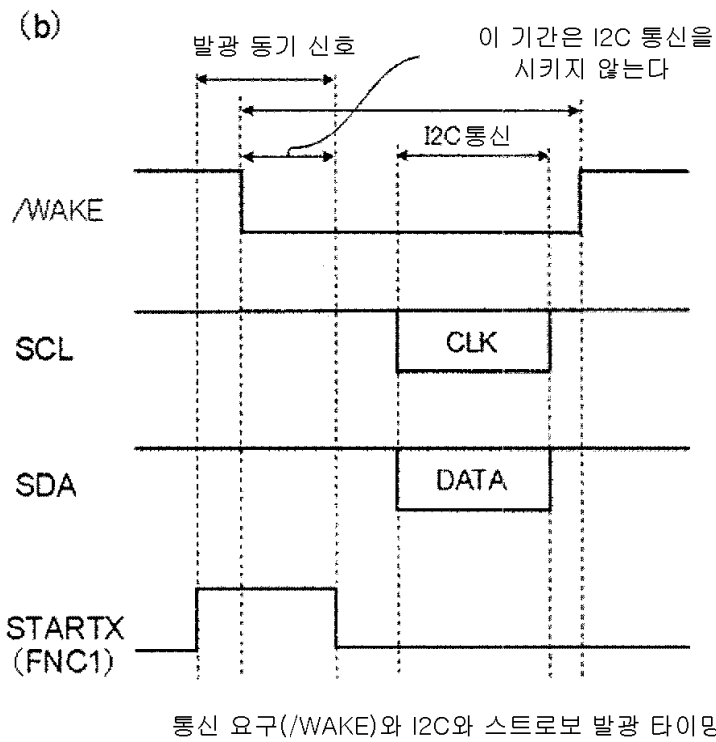 (b)
발광 동기 신호
이 기간은 I2C 통신을
시키지 않는다
I2C통신
/WAKE
SCL
CLK
SDA
DATA
STARTX
(FNC1)
통신 요구(/WAKE)와 I2C와 스트로보 발광 타이밍